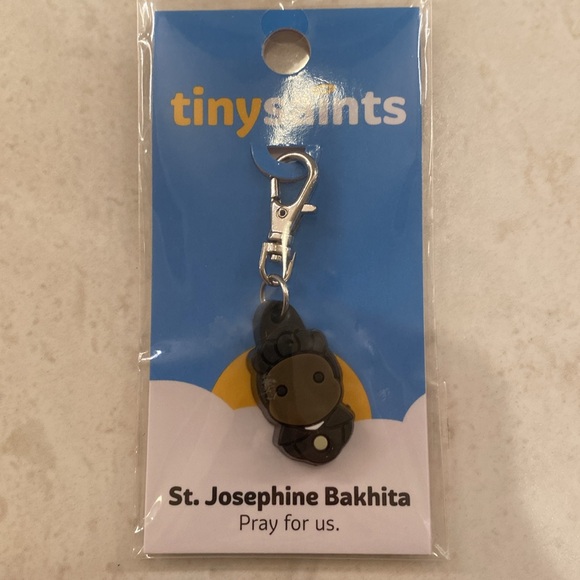 tinysaints
St. Josephine Bakhita
Pray for us.